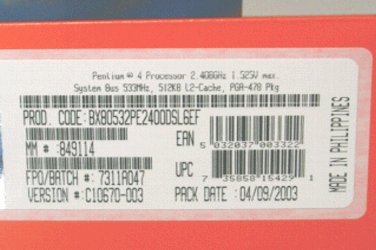 Pentium ® 4 Processor 2.40BGHz 1.525V max.
System Bus 533MHz, 512KB L2-Cache, PGA-478 Pkg
PROD. CODE: BX80532PE2400DSL6EF
EAN
5 032037 003322
MM # : 849114
UPC
7 35858 15429 1
FPO/BATCH #: 7311A047
VERSION #: C10670-003
PACK DATE : 04/09/2003
MADE IN PHILIPPINES